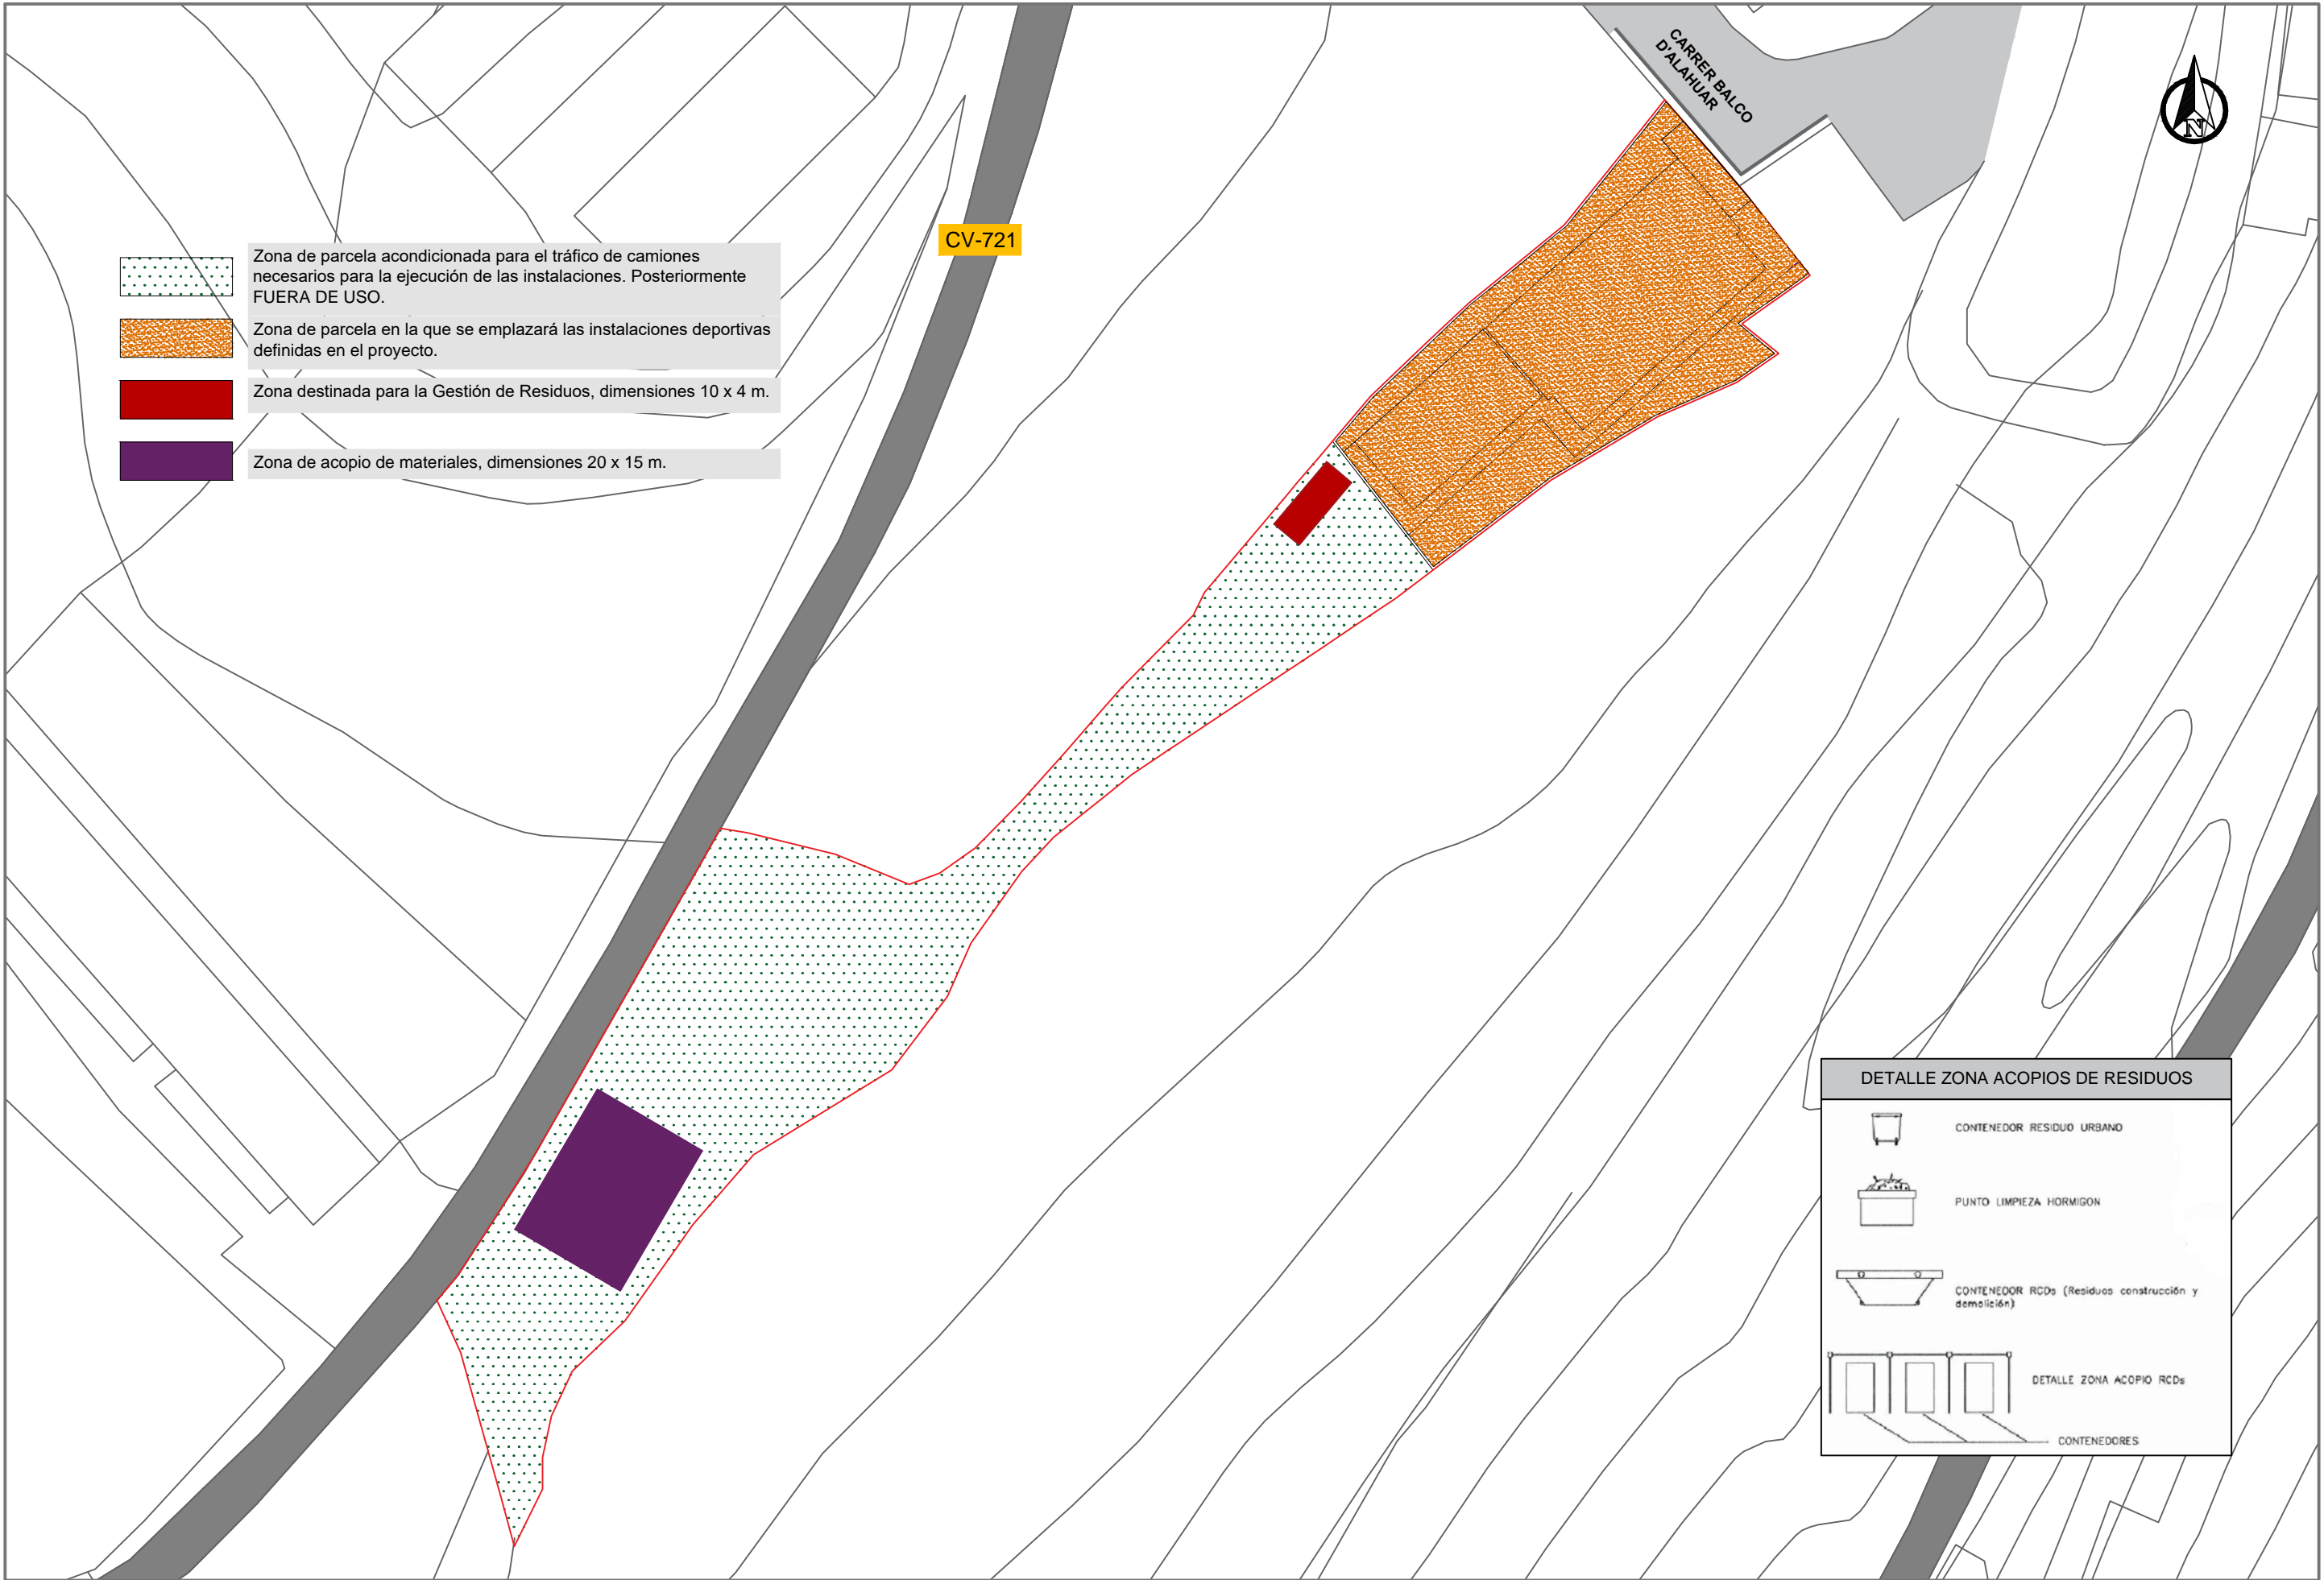 CARRER BALCO
D'ALAHUAR
N
CV-721
Zona de parcela acondicionada para el tráfico de camiones
necesarios para la ejecución de las instalaciones. Posteriormente
FUERA DE USO.
Zona de parcela en la que se emplazará las instalaciones deportivas
definidas en el proyecto.
Zona destinada para la Gestión de Residuos, dimensiones 10 x 4 m.
Zona de acopio de materiales, dimensiones 20 x 15 m.
DETALLE ZONA ACOPIOS DE RESIDUOS
CONTENEDOR RESIDUO URBANO
PUNTO LIMPIEZA HORMIGON
CONTENEDOR RCDs (Residuos construcción y
demolición)
DETALLE ZONA ACOPIO RCDs
CONTENEDORES